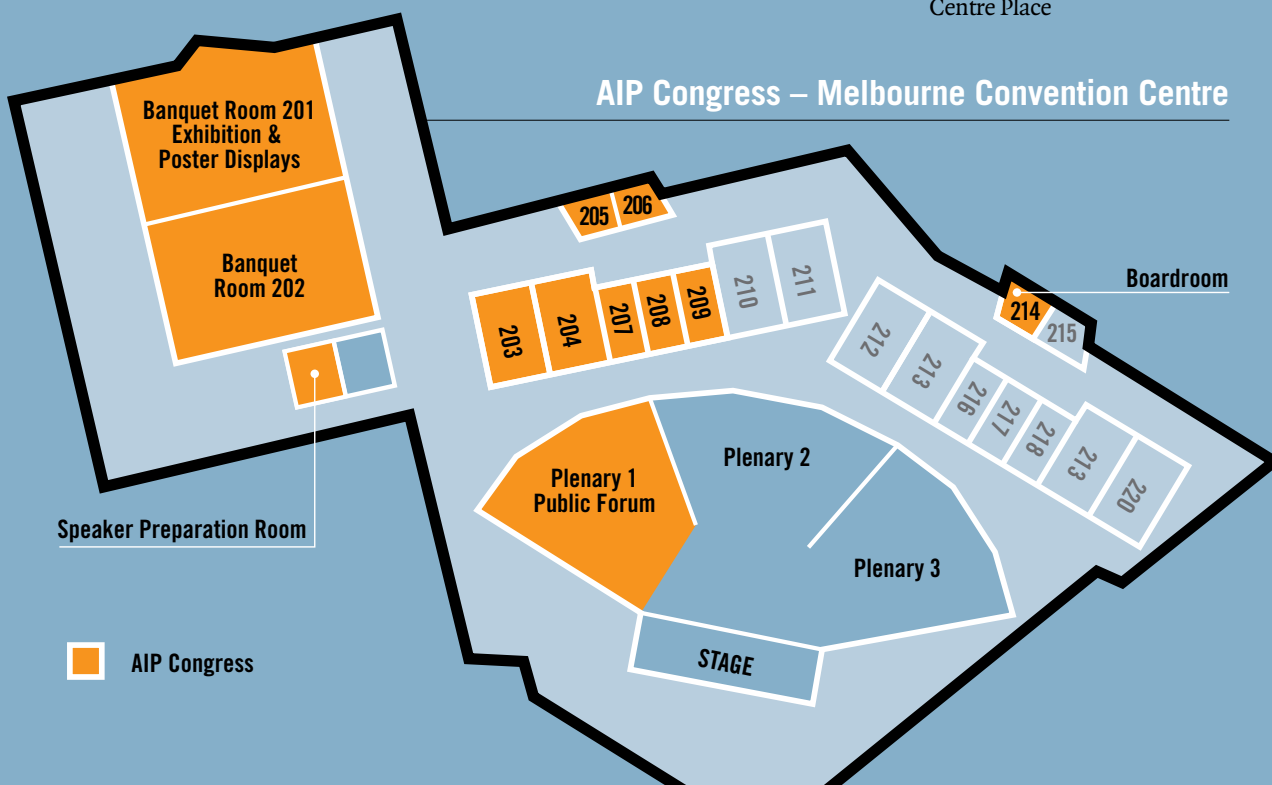 Centre Place
AIP Congress – Melbourne Convention Centre
Banquet Room 201
Exhibition &
Poster Displays
Banquet
Room 202
205
206
203
204
207
208
209
210
211
212
213
216
217
218
213
220
Boardroom
214
215
Speaker Preparation Room
Plenary 1
Public Forum
Plenary 2
Plenary 3
STAGE
AIP Congress